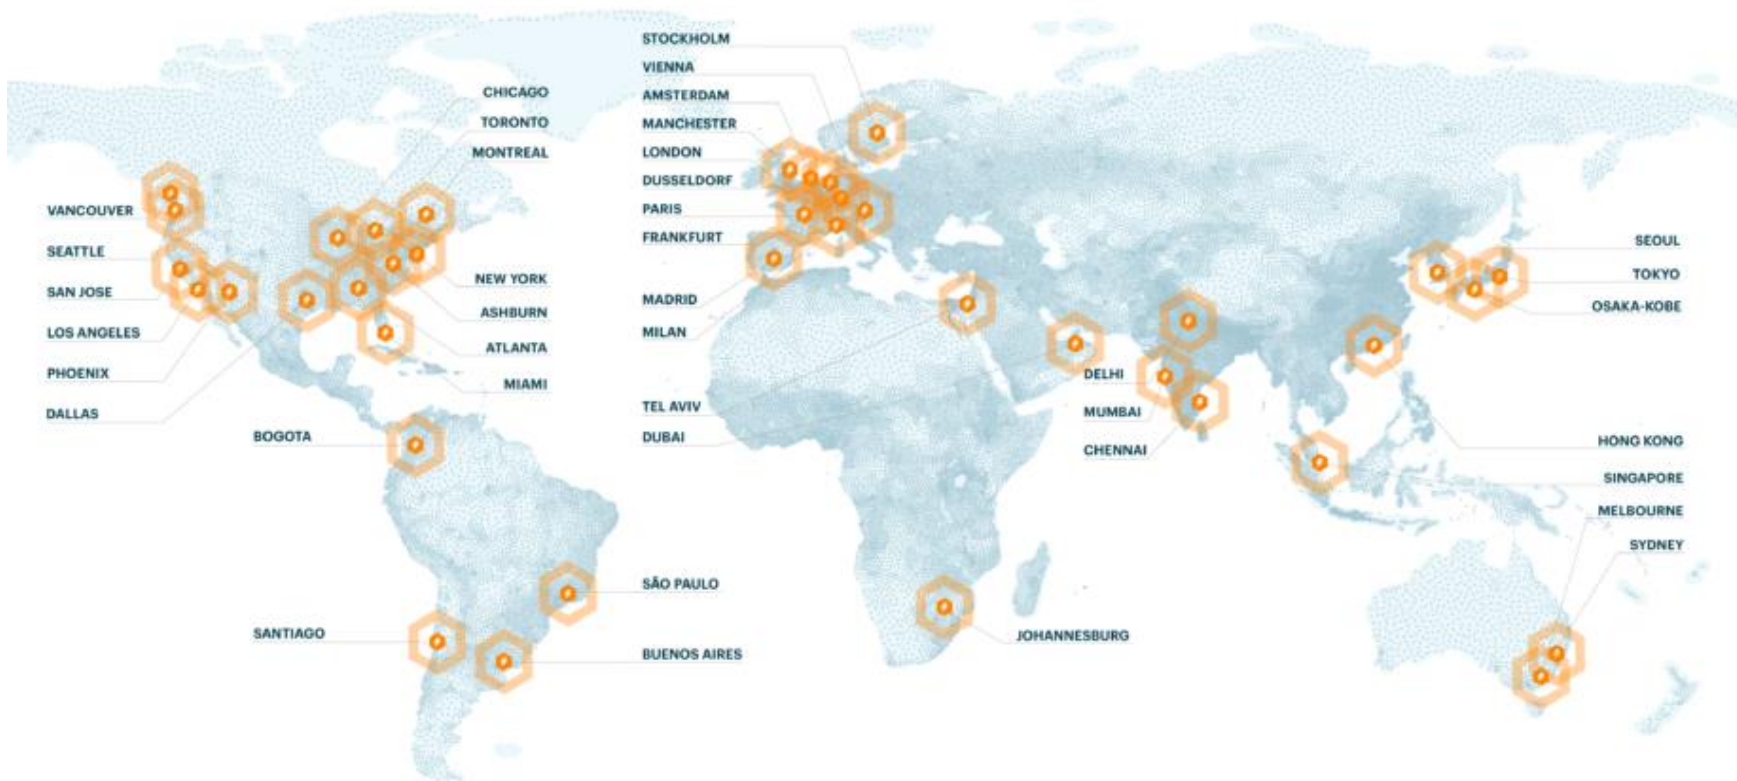 STOCKHOLM
VIENNA
AMSTERDAM
MANCHESTER
LONDON
DUSSELDORF
PARIS
FRANKFURT
MADRID
MILAN
TEL AVIV
DUBAI
CHICAGO
TORONTO
MONTREAL
VANCOUVER
SEATTLE
SAN JOSE
LOS ANGELES
PHOENIX
DALLAS
NEW YORK
ASHBURN
ATLANTA
MIAMI
BOGOTA
SANTIAGO
SÃO PAULO
BUENOS AIRES
JOHANNESBURG
DELHI
MUMBAI
CHENNAI
SEOUL
TOKYO
OSAKA-KOBE
HONG KONG
SINGAPORE
MELBOURNE
SYDNEY